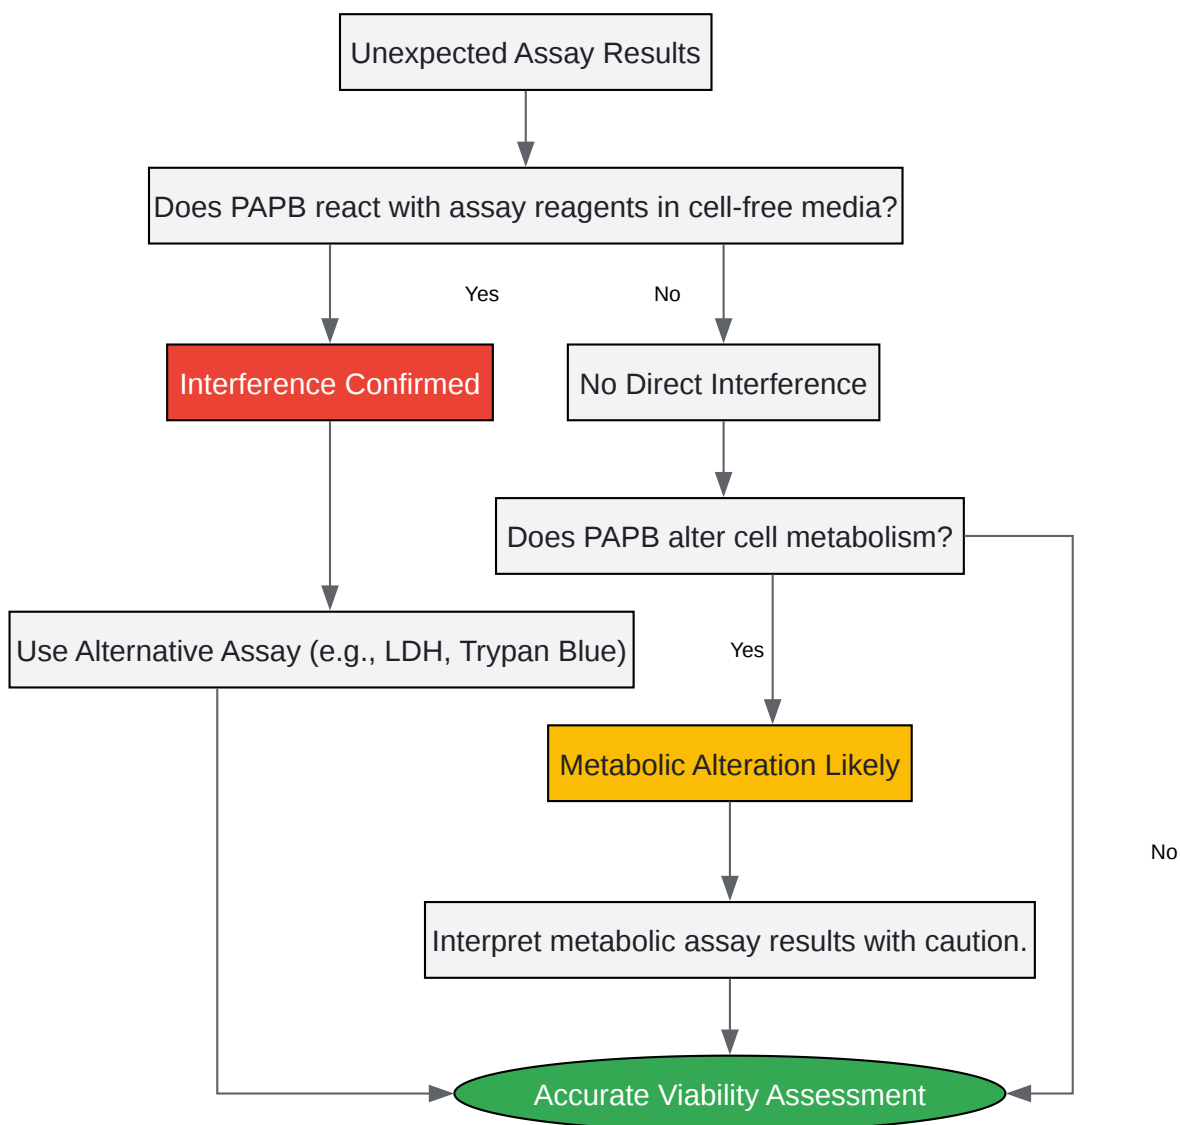 Unexpected Assay Results
Does PAPB react with assay reagents in cell-free media?
Yes
No
Interference Confirmed
No Direct Interference
Does PAPB alter cell metabolism?
Use Alternative Assay (e.g., LDH, Trypan Blue)
Yes
Metabolic Alteration Likely
No
Interpret metabolic assay results with caution.
Accurate Viability Assessment